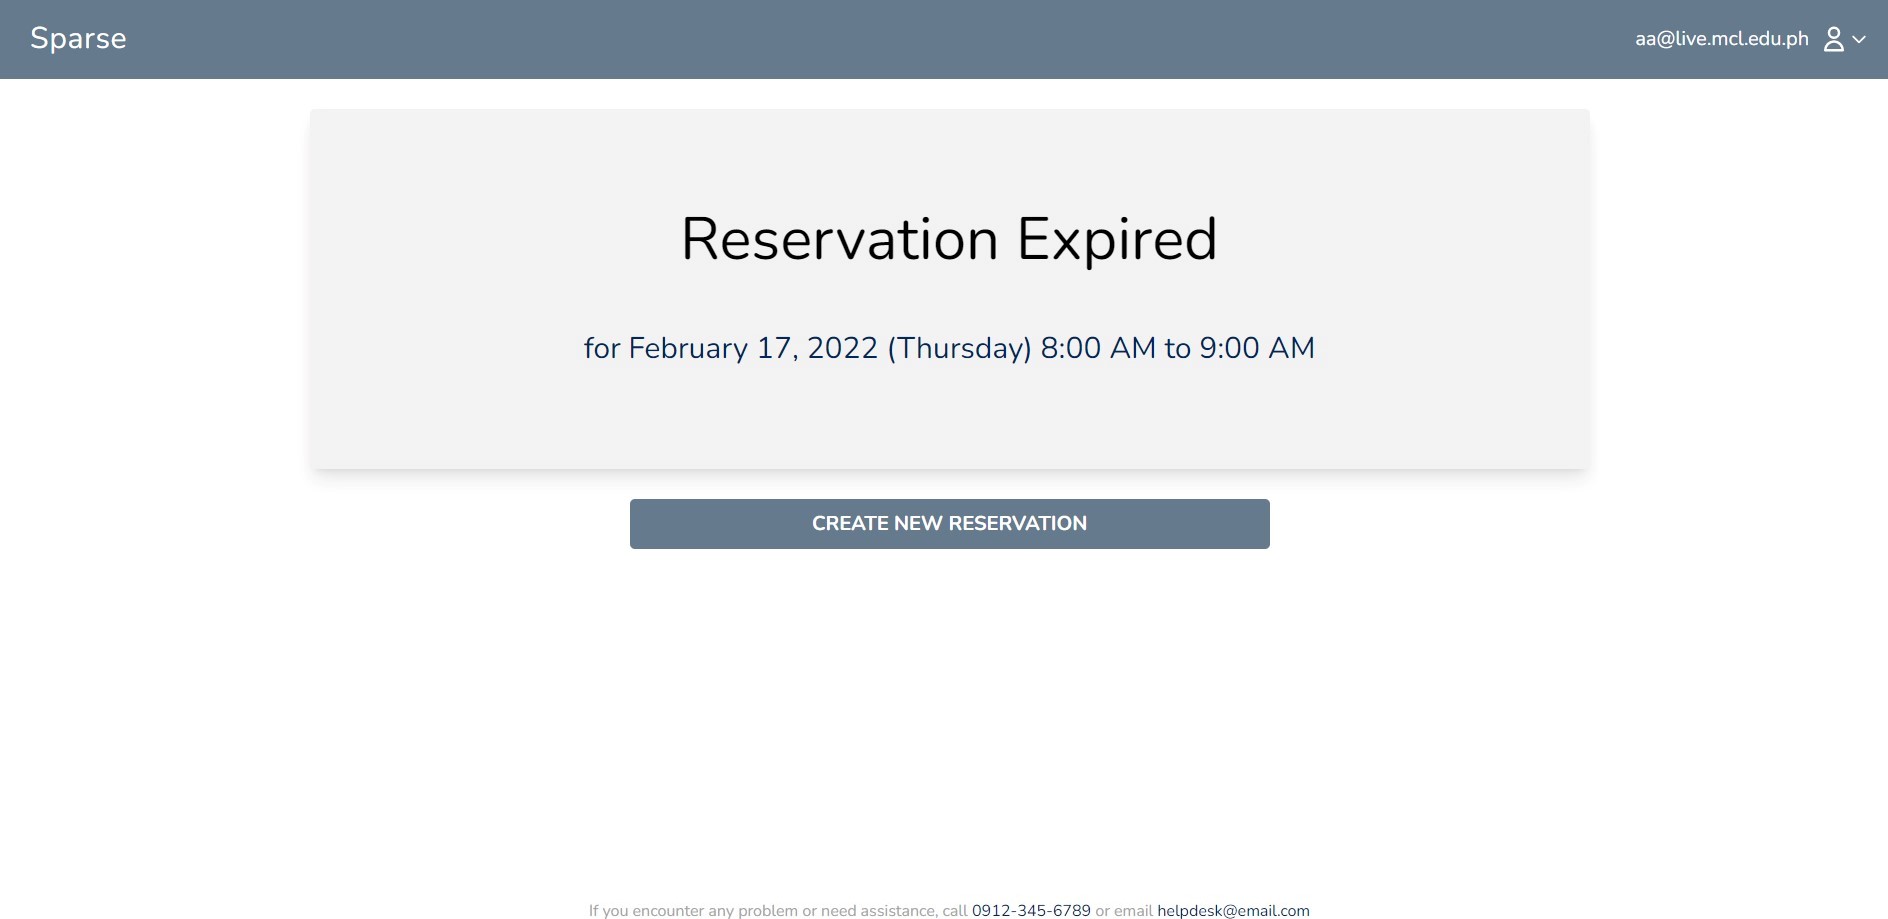 Sparse
aa@live.mcl.edu.ph
Reservation Expired
for February 17, 2022 (Thursday) 8:00 AM to 9:00 AM
CREATE NEW RESERVATION
If you encounter any problem or need assistance, call 0912-345-6789 or email helpdesk@email.com